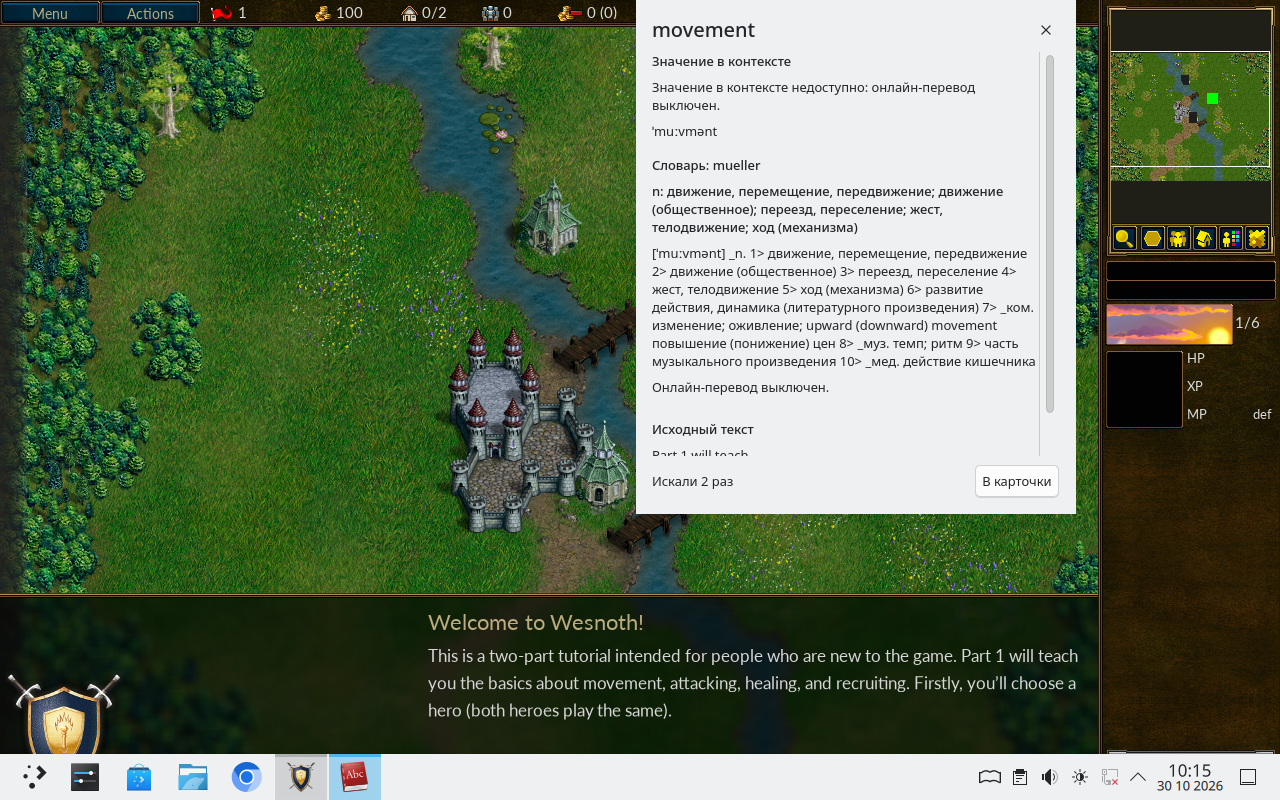 Menu
Actions
1
100
0/2
0
0 (0)
movement
Значение в контексте
Значение в контексте недоступно: онлайн-перевод
выключен.
ˈmuːvmənt
Словарь: mueller
n: движение, перемещение, передвижение; движение
(общественное); переезд, переселение; жест,
телодвижение; ход (механизма)
[ˈmuːvmənt] _n. 1> движение, перемещение, передвижение
2> движение (общественное) 3> переезд, переселение 4>
жест, телодвижение 5> ход (механизма) 6> развитие
действия, динамика (литературного произведения) 7> _ком.
изменение; оживление; upward (downward) movement
повышение (понижение) цен 8> _муз. темп; ритм 9> часть
музыкального произведения 10> _мед. действие кишечника
Онлайн-перевод выключен.
Исходный текст
Part 1 will teach
Искали 2 раз
В карточки
1/6
HP
XP
MP
def
Welcome to Wesnoth!
This is a two-part tutorial intended for people who are new to the game. Part 1 will teach
you the basics about movement, attacking, healing, and recruiting. Firstly, you’ll choose a
hero (both heroes play the same).
Abc
10:15
30 10 2026